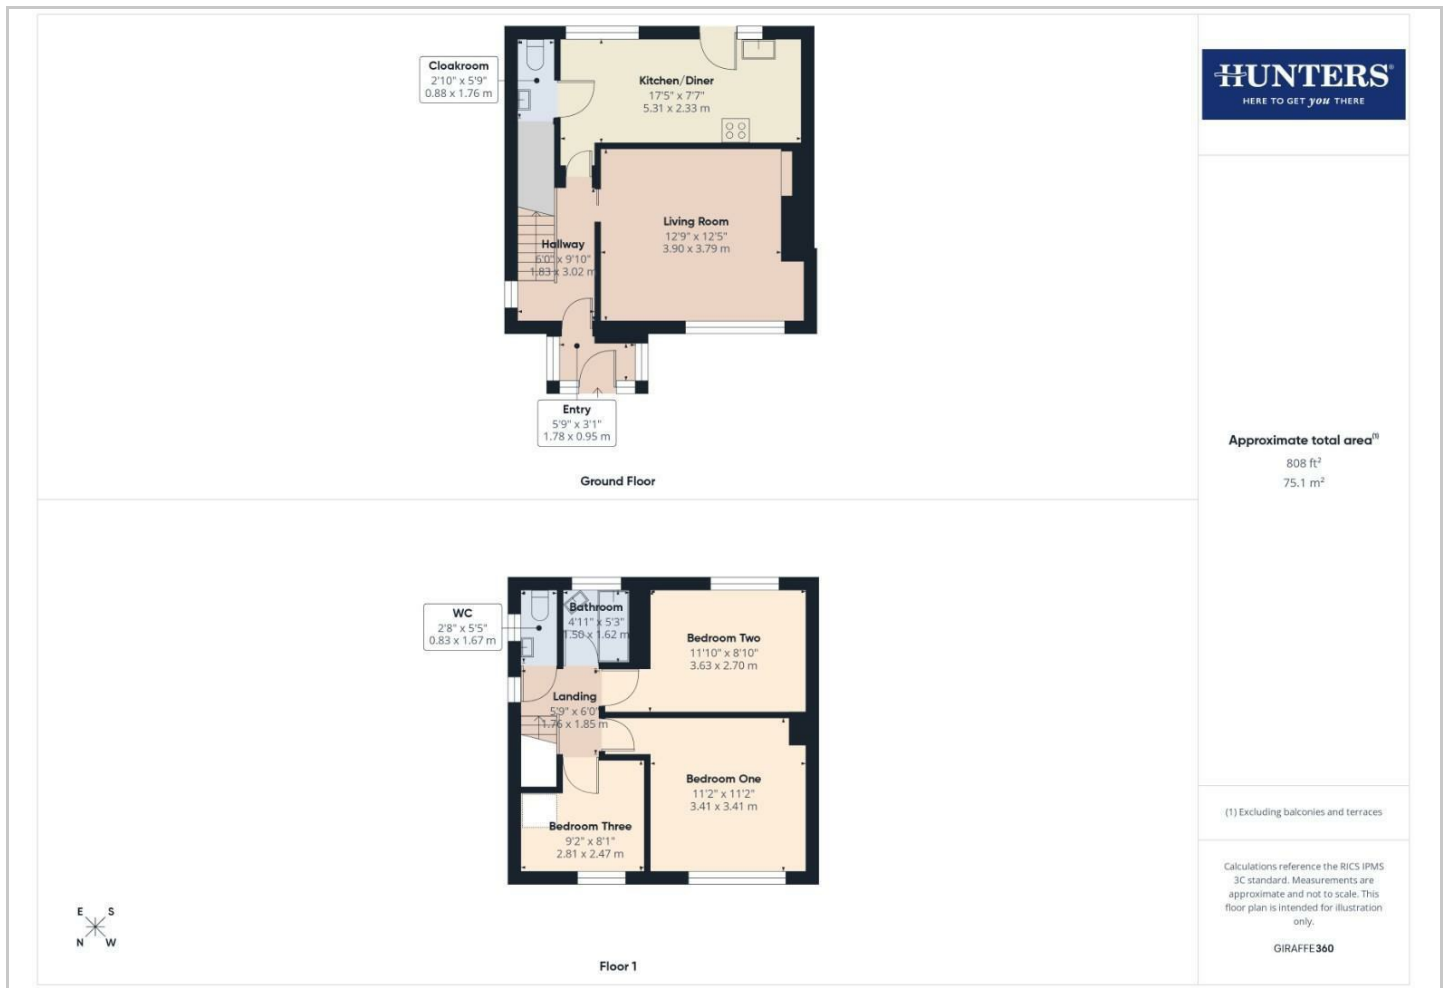 Cloakroom
2'10" x 5'9"
0.88 x 1.76 m
Kitchen/Diner
17'5" x 7'7"
5.31 x 2.33 m
Living Room
12'9" x 12'5"
3.90 x 3.79 m
Hallway
6'0" x 9'10"
1.83 x 3.02 m
Entry
5'9" x 3'1"
1.78 x 0.95 m
Ground Floor
WC
2'8" x 5'5"
0.83 x 1.67 m
Bathroom
4'11" x 5'3"
1.50 x 1.62 m
Bedroom Two
11'10" x 8'10"
3.63 x 2.70 m
Landing
5'9" x 6'0"
1.76 x 1.85 m
Bedroom One
11'2" x 11'2"
3.41 x 3.41 m
Bedroom Three
9'2" x 8'1"
2.81 x 2.47 m
E S
N W
Floor 1
HUNTERS®
HERE TO GET you THERE
Approximate total area(1)
808 ft²
75.1 m²
(1) Excluding balconies and terraces
Calculations reference the RICS IPMS
3C standard. Measurements are
approximate and not to scale. This
floor plan is intended for illustration
only.
GIRAFFE360